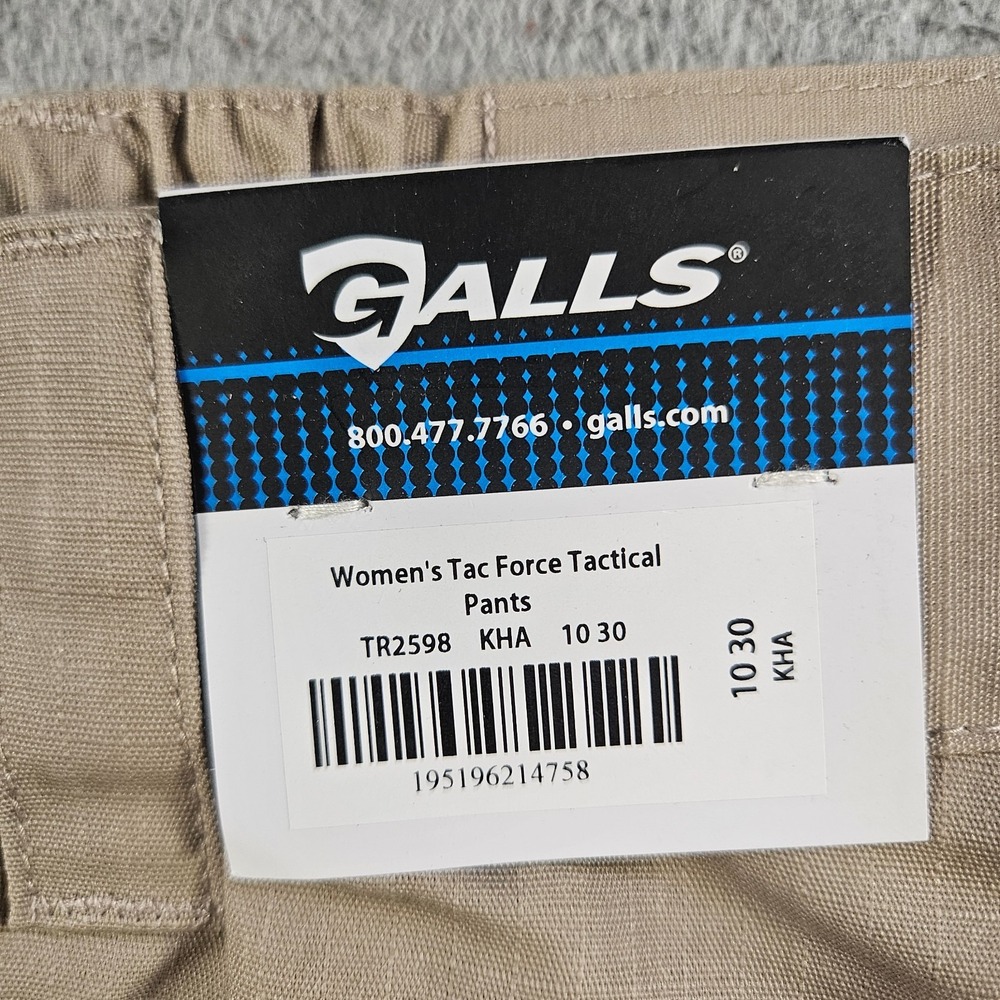 GALLS®
800.477.7766 • galls.com
Women's Tac Force Tactical
Pants
TR2598 KHA 10 30
195196214758
10 30
KHA